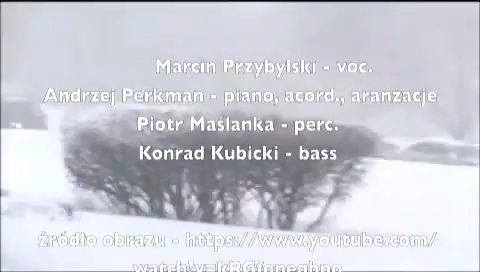 Marcin Przybylski - voc.
Andrzej Perkman - piano, acord., aranżacje
Piotr Maślanka - perc.
Konrad Kubicki - bass
źródło obrazu - https://www.youtube.com/